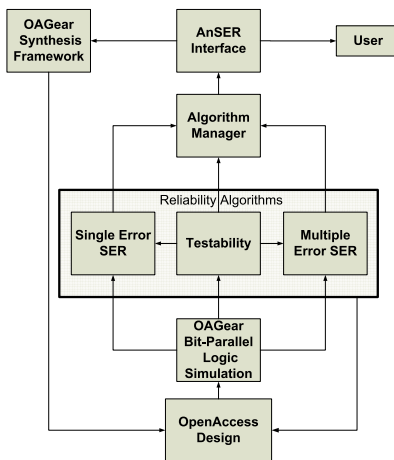 OAGear
Synthesis
Framework
AnSER
Interface
User
Algorithm
Manager
Reliability Algorithms
Single Error
SER
Testability
Multiple
Error SER
OAGear
Bit-Parallel
Logic
Simulation
OpenAccess
Design